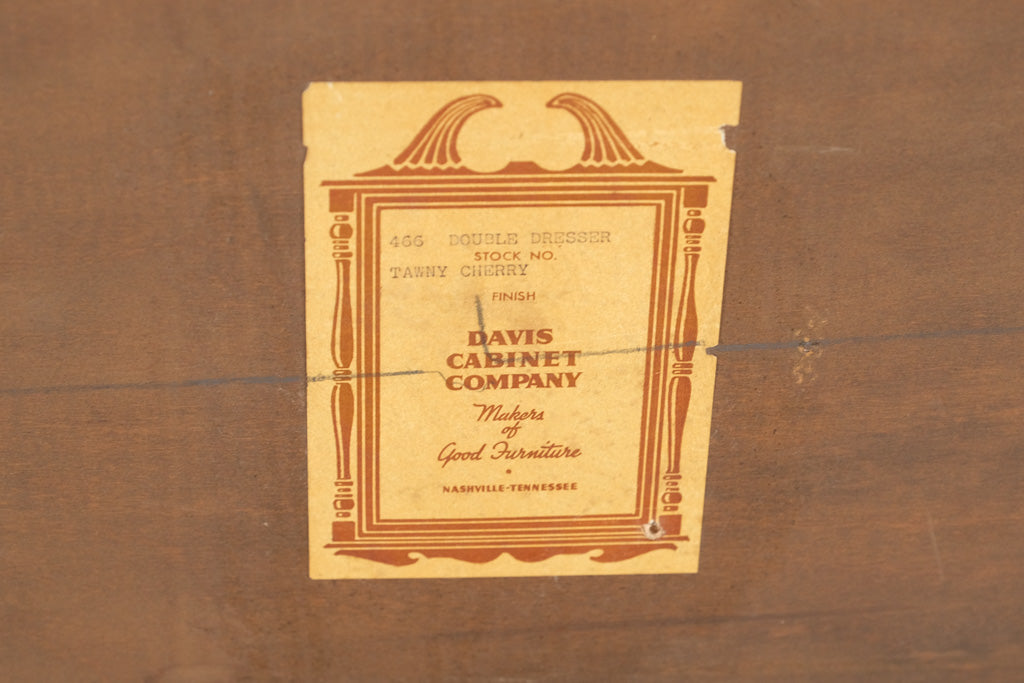 466 DOUBLE DRESSER
STOCK NO.
TAWNY CHERRY
FINISH
DAVIS
CABINET
COMPANY
Makers
of
Good Furniture
NASHVILLE-TENNESSEE